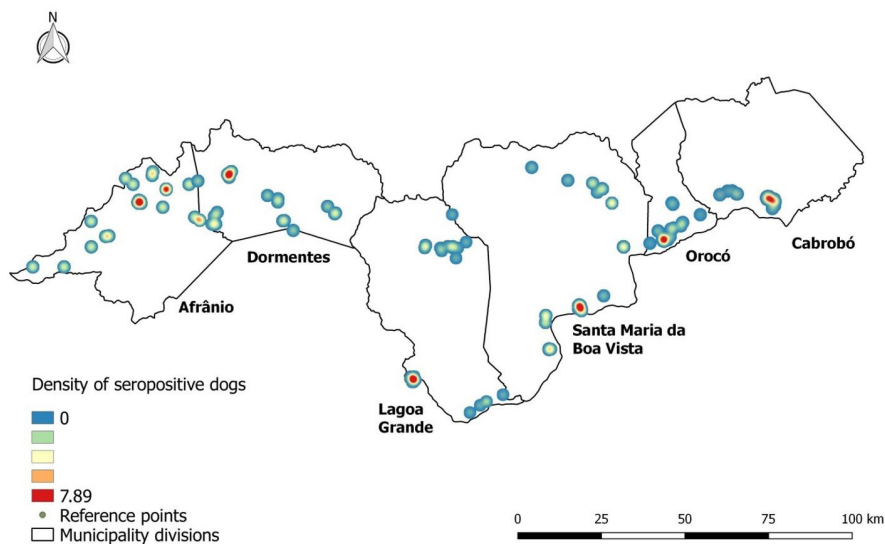 N
Cabrobó
Orocó
Dormentes
Afrânio
Santa Maria da
Boa Vista
Lagoa
Grande
Density of seropositive dogs
0
7.89
Reference points
Municipality divisions
0 25 50 75 100 km